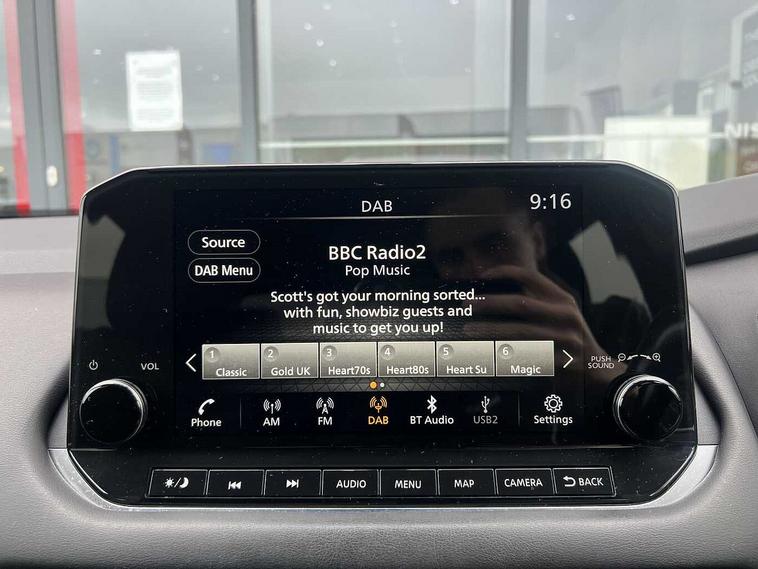 NIS
DAB
9:16
Source
BBC Radio2
DAB Menu
Pop Music
Scott's got your morning sorted...
with fun, showbiz guests and
music to get you up!
1 2 3 4 5 6
Classic Gold UK Heart70s Heart80s Heart Su Magic
VOL
PUSH
SOUND
Phone AM FM DAB BT Audio USB2 Settings
AUDIO MENU MAP CAMERA BACK